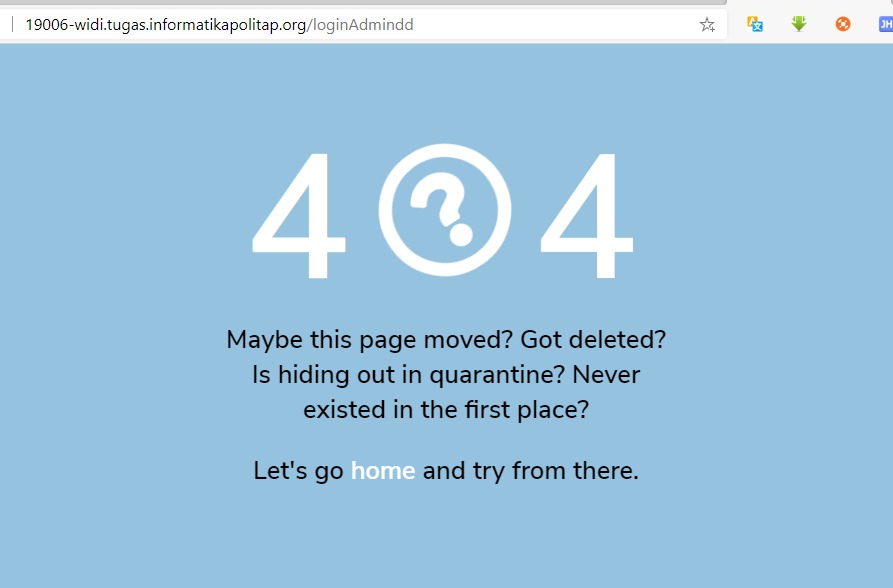 19006-widi.tugas.informatikapolitap.org/loginAdmindd
JH
4?4
Maybe this page moved? Got deleted?
Is hiding out in quarantine? Never
existed in the first place?
Let's go home and try from there.